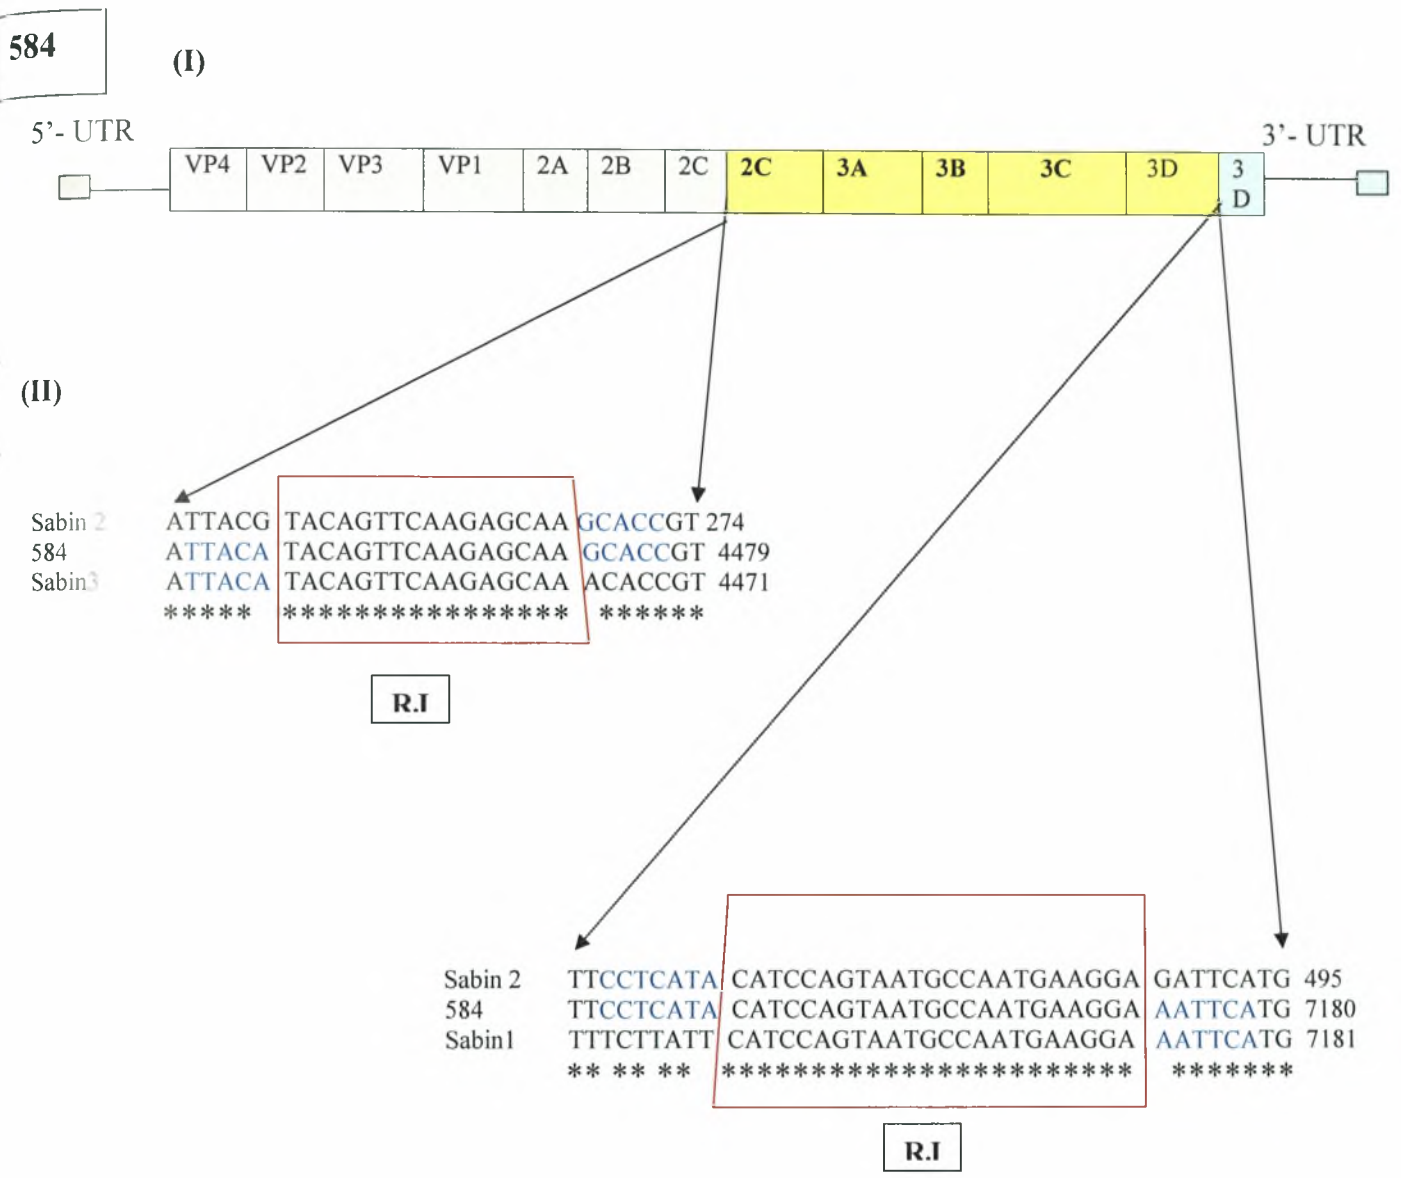 584
(I)
5’- UTR
3’- UTR
VP4 VP2 VP3 VP1 2A 2B 2C 2C 3A 3B 3C 3D 3
D
(II)
Sabin 2 ATTACG TACAGTTCAAGAGCAA GCACCGT 274
584 ATTACA TACAGTTCAAGAGCAA GCACCGT 4479
Sabin3 ATTACA TACAGTTCAAGAGCAA ACACCGT 4471
***** **************** ******
R.I
Sabin 2 TTCCTCATA CATCCAGTAATGCCAATGAAGGA GATTCATG 495
584 TTCCTCATA CATCCAGTAATGCCAATGAAGGA AATTCATG 7180
Sabin1 TTTCTTATT CATCCAGTAATGCCAATGAAGGA AATTCATG 7181
** ** ** *********************** *******
R.I